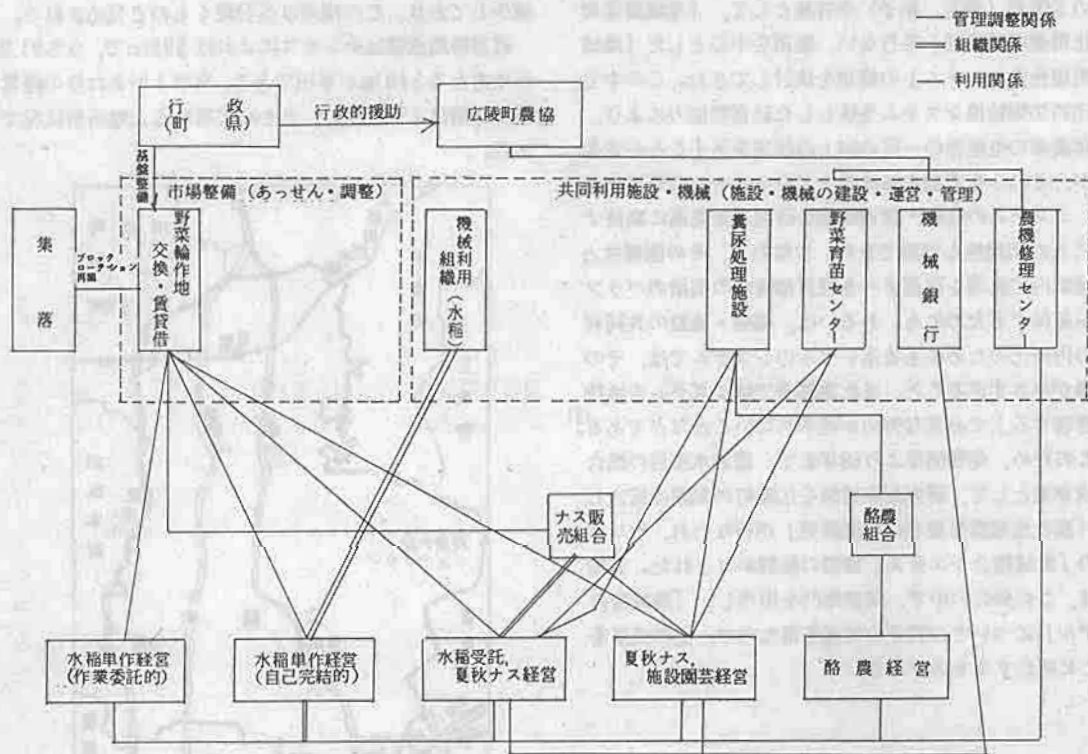 管理調整関係
組織関係
利用関係
行政
(町県)
行政的援助
広陵町農協
基盤整備
市場整備（あっせん・調整）
共同利用施設・機械（施設・機械の建設・運営・管理）
集落
ブロック
ローテーション
再編
野菜輪作地
交換・賃貸借
機械利用
組織（水稲）
糞尿処理施設
野菜育苗センター
機械銀行
農機修理センター
ナス販
売組合
酪農
組合
水稲単作経営
(作業委託的)
水稲単作経営
(自己完結的)
水稲受託，
夏秋ナス経営
夏秋ナス，
施設園芸経営
酪農経営